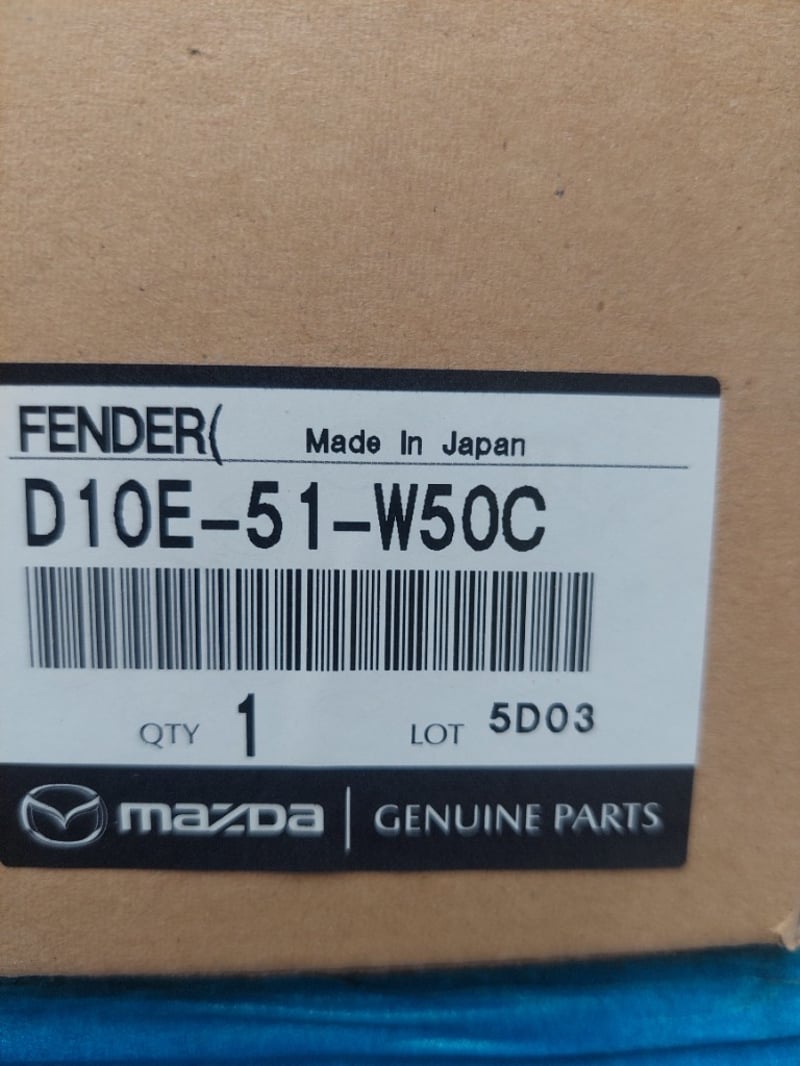 FENDER( Made In Japan
D10E-51-W50C
QTY 1 LOT 5D03
mazda GENUINE PARTS